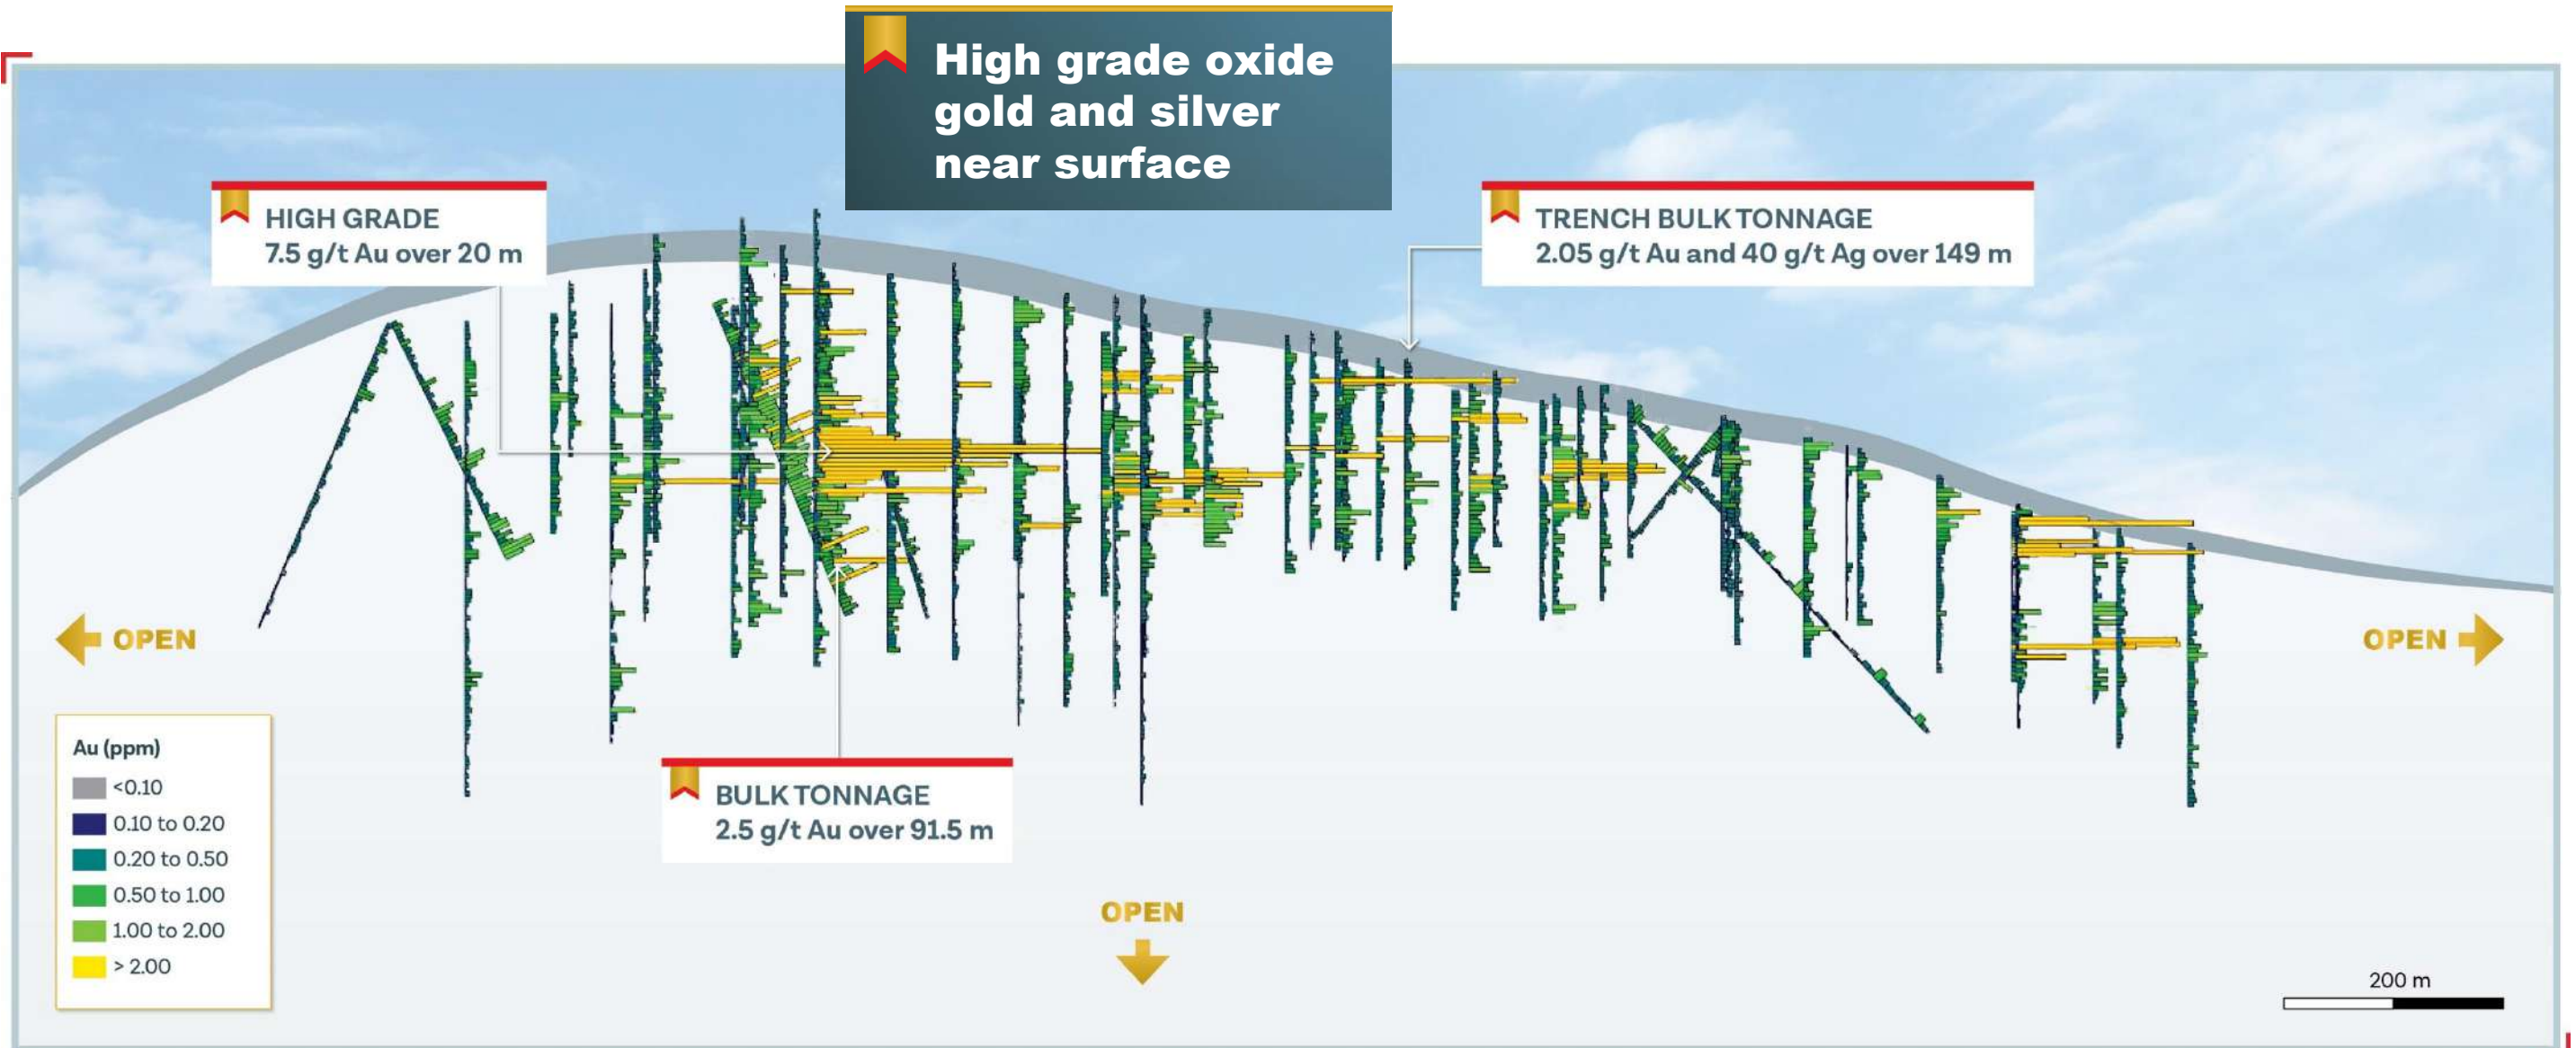 High grade oxide
gold and silver
near surface
HIGH GRADE
7.5 g/t Au over 20 m
TRENCH BULK TONNAGE
2.05 g/t Au and 40 g/t Ag over 149 m
OPEN
OPEN
Au (ppm)
<0.10
0.10 to 0.20
0.20 to 0.50
0.50 to 1.00
1.00 to 2.00
> 2.00
BULK TONNAGE
2.5 g/t Au over 91.5 m
OPEN
200 m